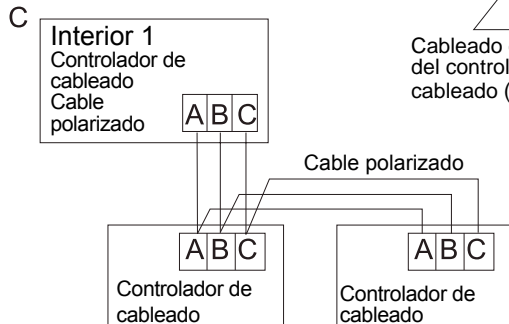 C
Interior 1
Controlador de
cableado
Cable
polarizado
A B C
Cableado
del control
cableado (
Cable polarizado
A B C
Controlador de
cableado
A B C
Controlador de
cableado